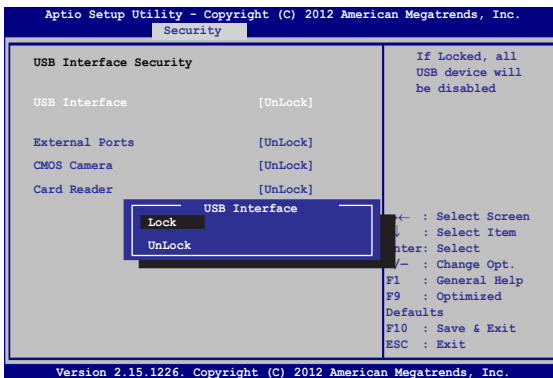 Aptio Setup Utility - Copyright (C) 2012 American Megatrends, Inc.
Security
USB Interface Security
USB Interface [UnLock]
External Ports [UnLock]
CMOS Camera [UnLock]
Card Reader [UnLock]
USB Interface
Lock
UnLock
If Locked, all
USB device will
be disabled
← : Select Screen
↓ : Select Item
nter: Select
/— : Change Opt.
F1 : General Help
F9 : Optimized
Defaults
F10 : Save & Exit
ESC : Exit
Version 2.15.1226. Copyright (C) 2012 American Megatrends, Inc.